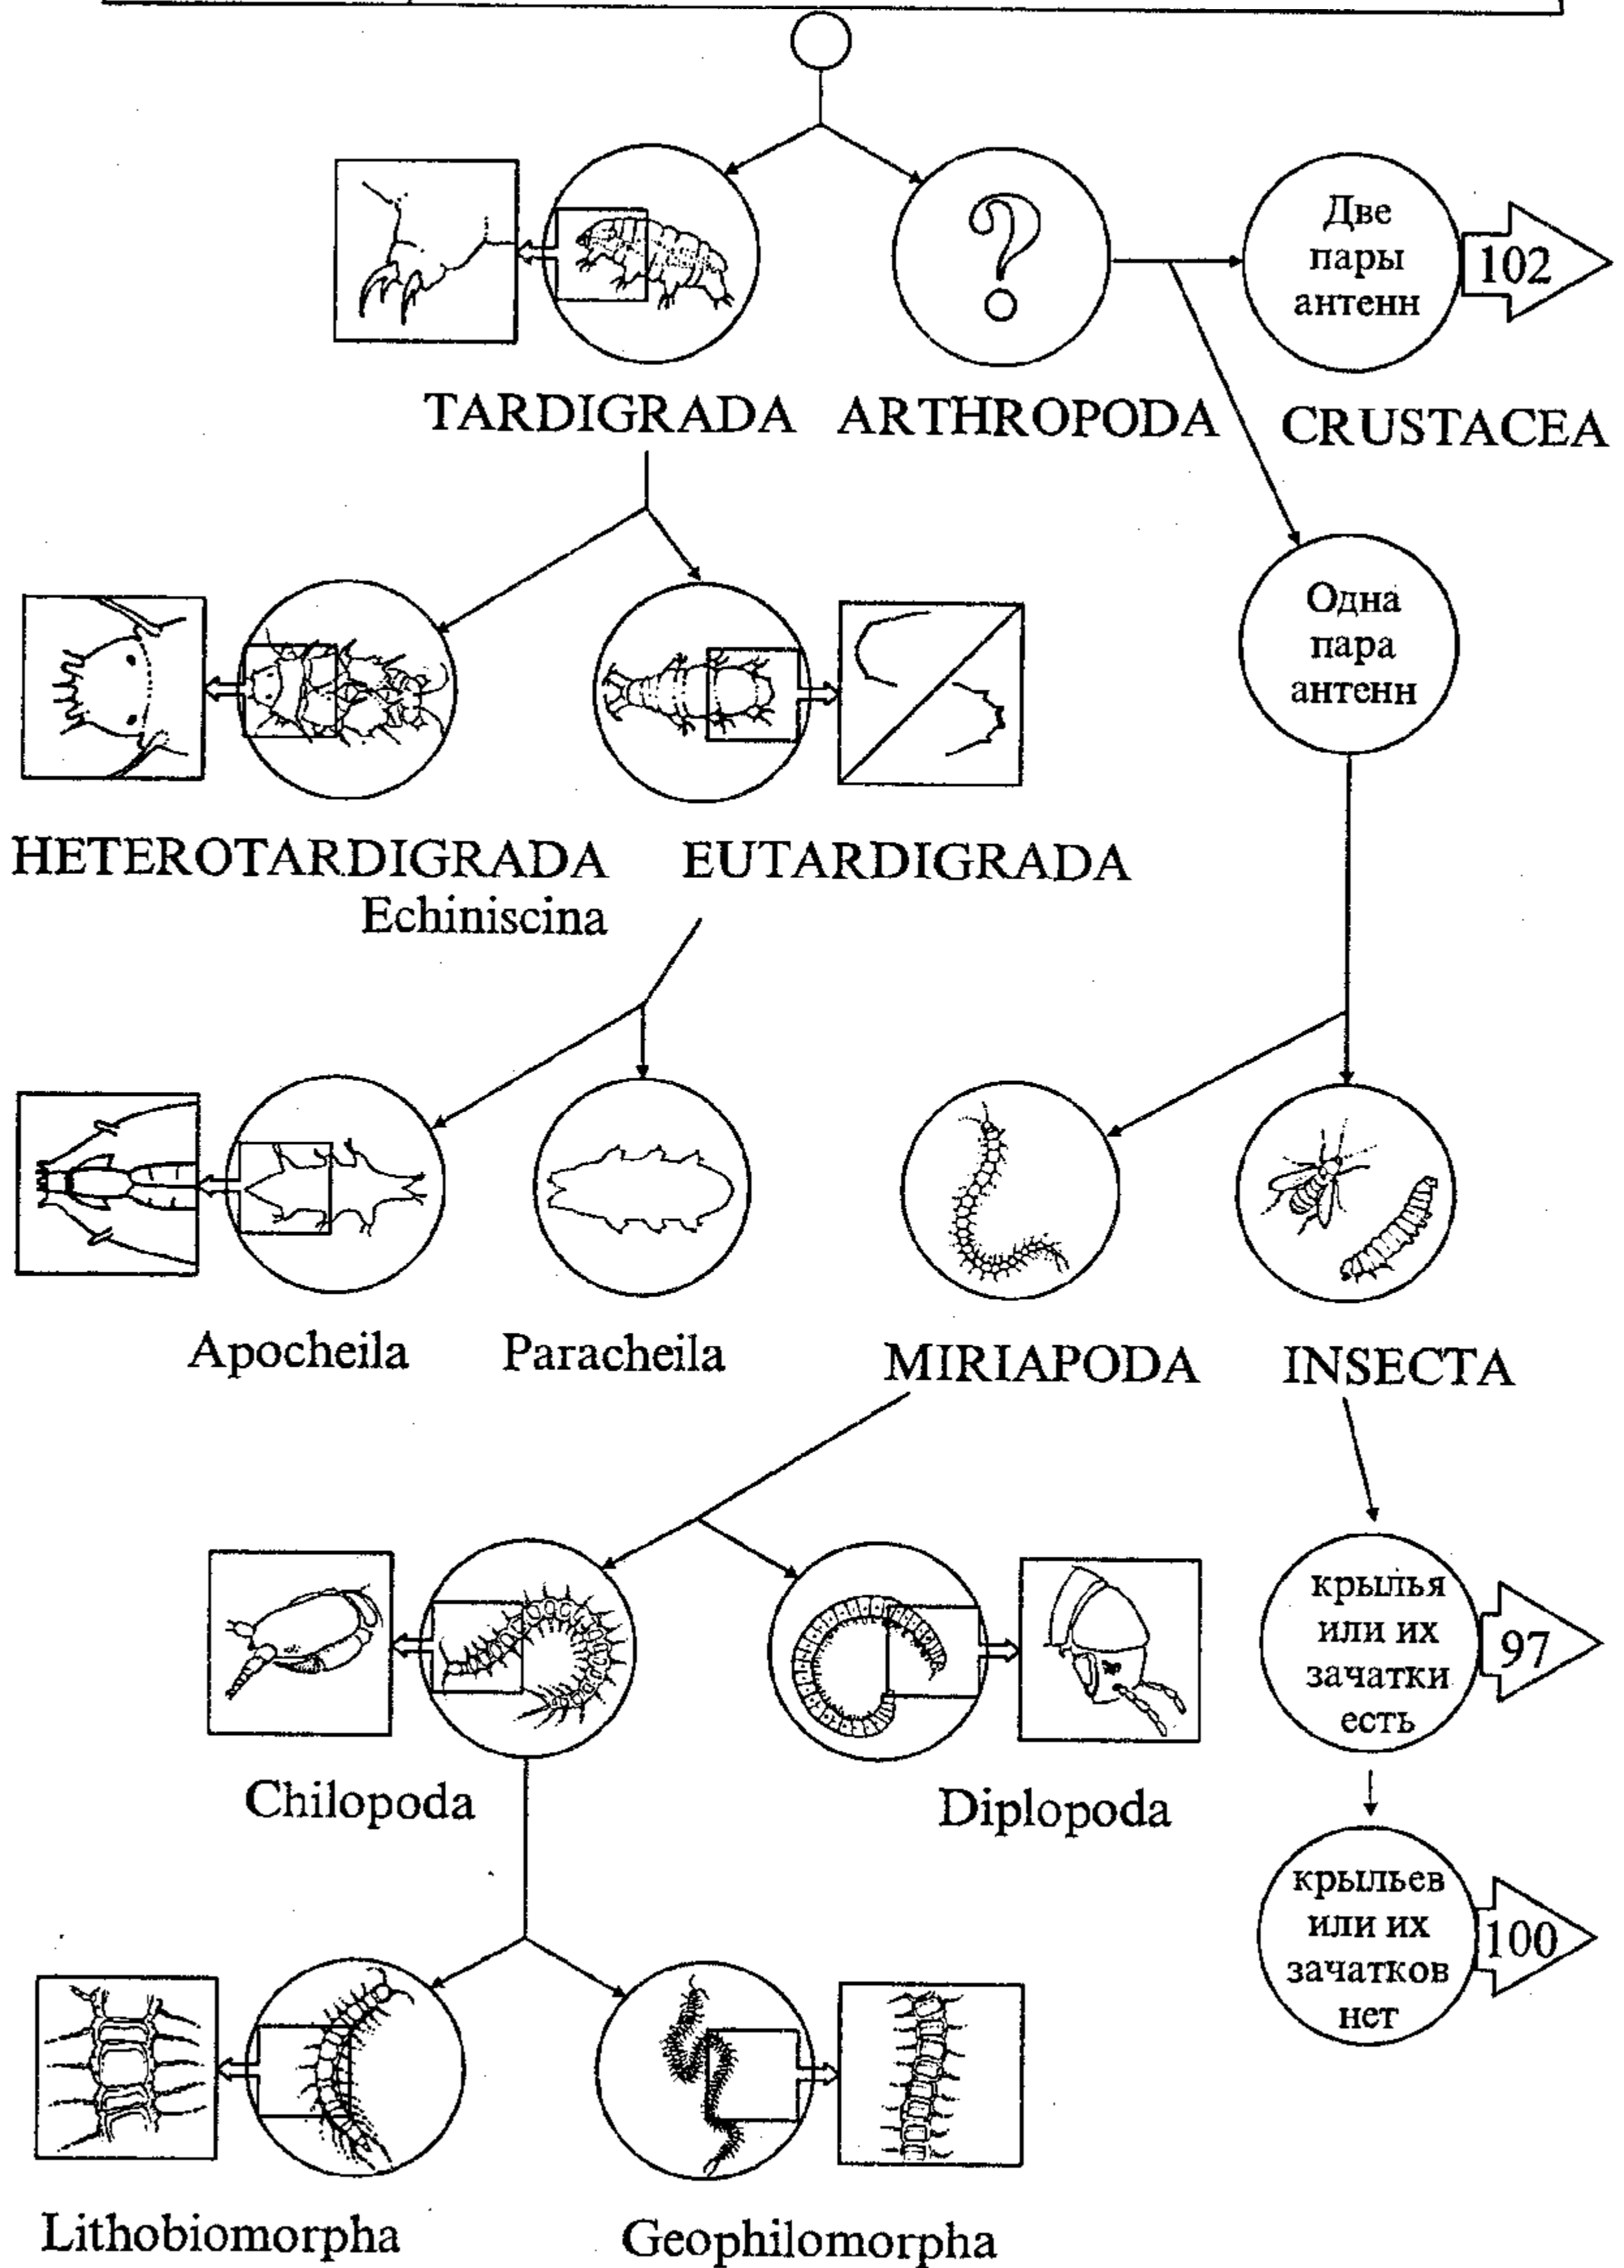 ?
Две
пары
антенн
102
TARDIGRADA
ARTHROPODA
CRUSTACEA
Одна
пара
антенн
HETEROTARDIGRADA
Echiniscina
EUTARDIGRADA
Apocheila
Paracheila
MIRIAPODA
INSECTA
крылья
или их
зачатки
есть
97
Chilopoda
Diplopoda
крыльев
или их
зачатков
нет
100
Lithobiomorpha
Geophilomorpha